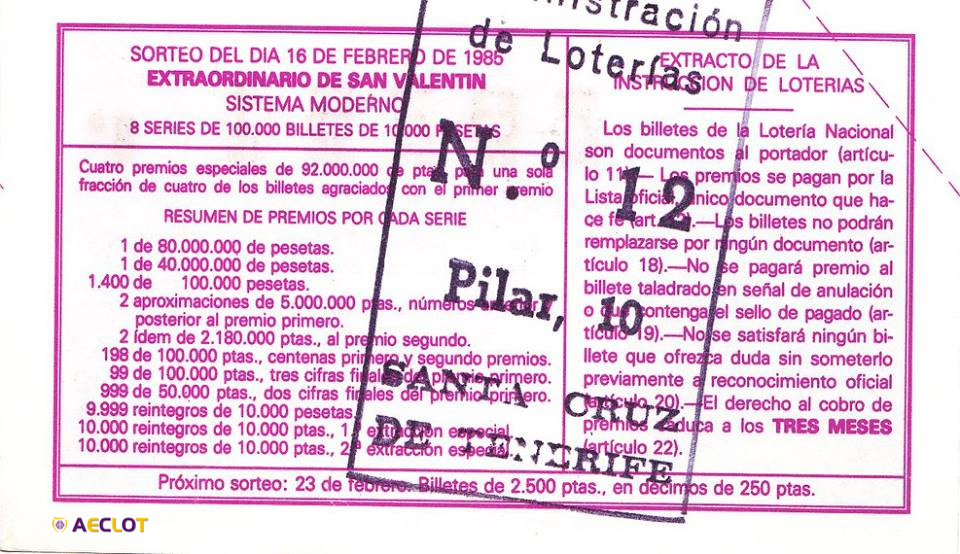 SORTEO DEL DIA 16 DE FEBRERO DE 1985
EXTRAORDINARIO DE SAN VALENTIN
SISTEMA MODERNO
8 SERIES DE 100.000 BILLETES DE 10.000 PESETAS
Cuatro premios especiales de 92.000.000 de ptas. para una sola
fracción de cuatro de los billetes agraciados con el primer premio
RESUMEN DE PREMIOS POR CADA SERIE
1 de 80.000.000 de pesetas.
1 de 40.000.000 de pesetas.
1.400 de 100.000 pesetas.
2 aproximaciones de 5.000.000 ptas., números anterior y
posterior al premio primero.
2 ídem de 2.180.000 ptas., al premio segundo.
198 de 100.000 ptas., centenas primero y segundo premios.
99 de 100.000 ptas., tres cifras finales del premio primero.
999 de 50.000 ptas., dos cifras finales del premio primero.
9.999 reintegros de 10.000 pesetas.
10.000 reintegros de 10.000 ptas., 1.ª extracción especial
10.000 reintegros de 10.000 ptas., 2.ª extracción especial
EXTRACTO DE LA
INSTRUCCION DE LOTERIAS
Los billetes de la Lotería Nacional
son documentos al portador (artícu-
lo 11).— Los premios se pagan por la
Lista oficial, único documento que ha-
ce fe (art. ).—Los billetes no podrán
remplazarse por ningún documento (ar-
tículo 18).—No se pagará premio al
billete taladrado en señal de anulación
o que contenga el sello de pagado (ar-
tículo 19).—No se satisfará ningún bi-
llete que ofrezca duda sin someterlo
previamente a reconocimiento oficial
(artículo 20).—El derecho al cobro de
premios caduca a los TRES MESES
(artículo 22).
Próximo sorteo: 23 de febrero. Billetes de 2.500 ptas., en décimos de 250 ptas.
nistración
de Loterías
N.º 12
Pilar, 10
SANTA CRUZ
DE TENERIFE
AECLOT